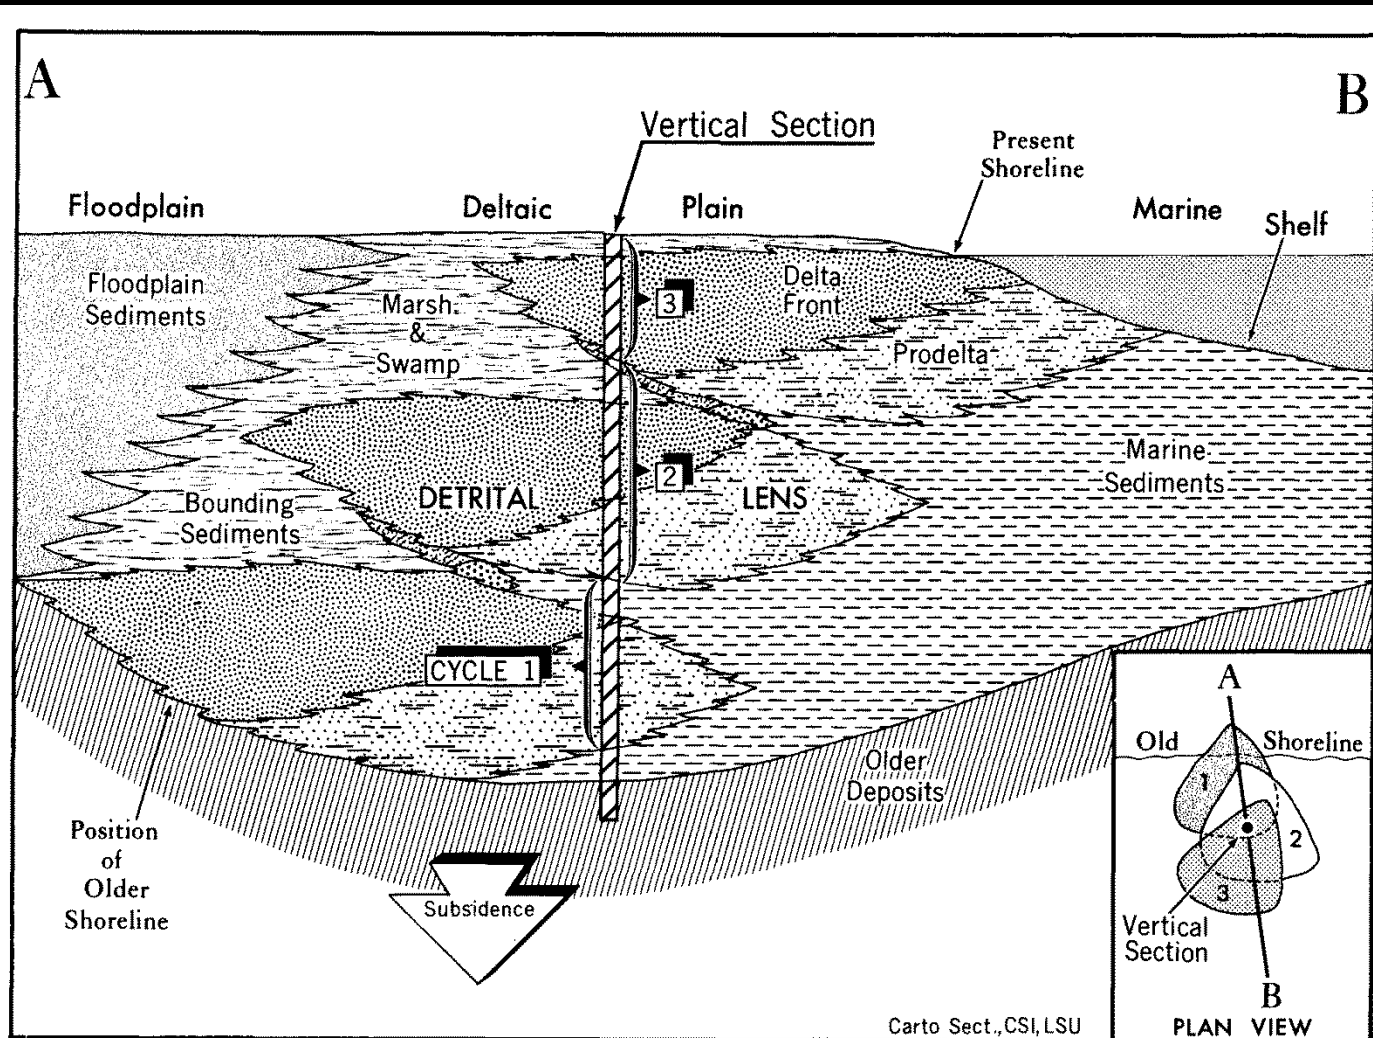 A
B
Vertical Section
Present
Shoreline
Floodplain
Deltaic
Plain
Marine
Shelf
Floodplain
Sediments
Marsh.
&
Swamp
3
Delta
Front
Prodelta
Marine
Sediments
2
DETRITAL
LENS
Bounding
Sediments
CYCLE 1
Older
Deposits
Position
of
Older
Shoreline
Subsidence
A
Old
Shoreline
1
2
3
Vertical
Section
B
PLAN VIEW
Carto Sect., CSI, LSU